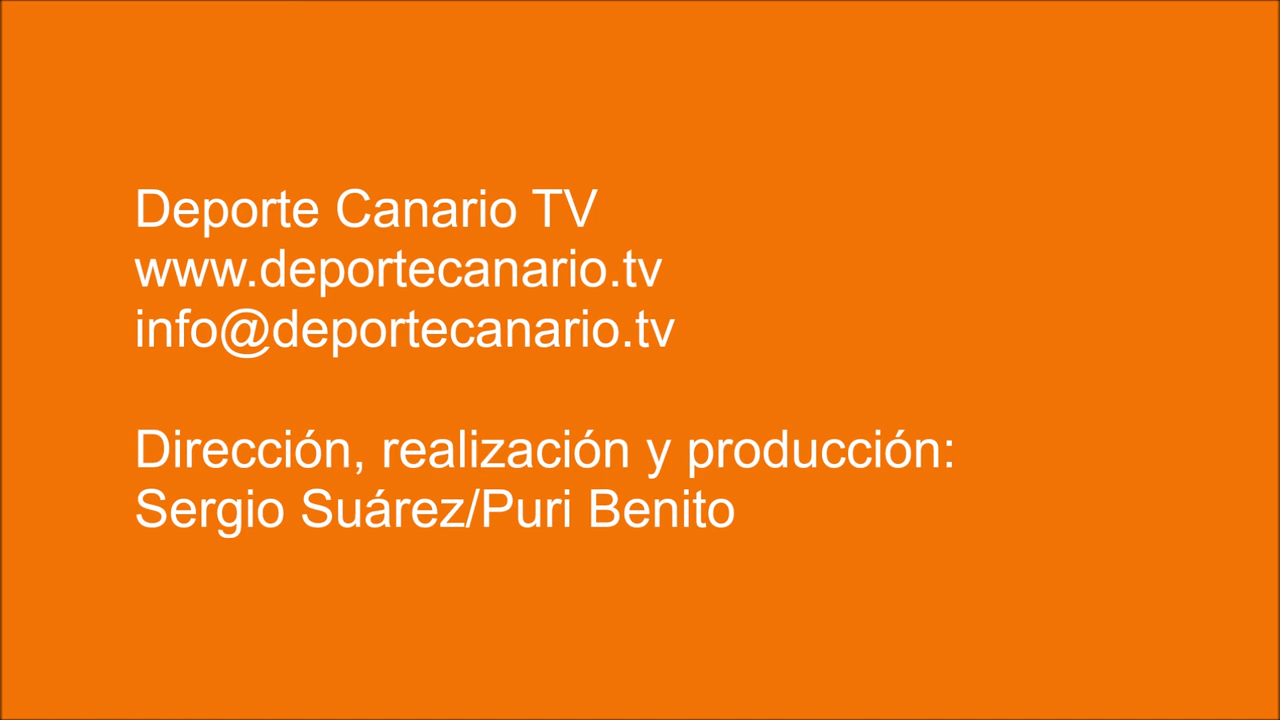 Deporte Canario TV
www.deportecanario.tv
info@deportecanario.tv
Dirección, realización y producción:
Sergio Suárez/Puri Benito